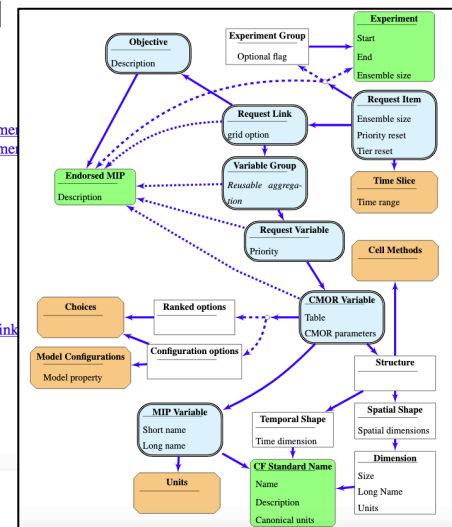 Experiment
Start
End
Ensemble size
Experiment Group
Optional flag
Objective
Description
Request Item
Ensemble size
Priority reset
Tier reset
Request Link
grid option
Time Slice
Time range
Variable Group
Reusable aggrega-
tion
Endorsed MIP
Description
Request Variable
Priority
Cell Methods
CMOR Variable
Table
CMOR parameters
Choices
Ranked options
Configuration options
Model Configurations
Model property
Structure
MIP Variable
Short name
Long name
Temporal Shape
Time dimension
Spatial Shape
Spatial dimensions
CF Standard Name
Name
Description
Canonical units
Dimension
Size
Long Name
Units
Units
ink